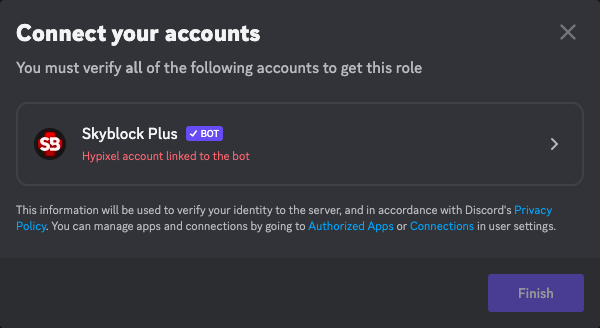 Connect your accounts
You must verify all of the following accounts to get this role
SB
Skyblock Plus ✓ BOT
Hypixel account linked to the bot
This information will be used to verify your identity to the server, and in accordance with Discord's Privacy
Policy. You can manage apps and connections by going to Authorized Apps or Connections in user settings.
Finish